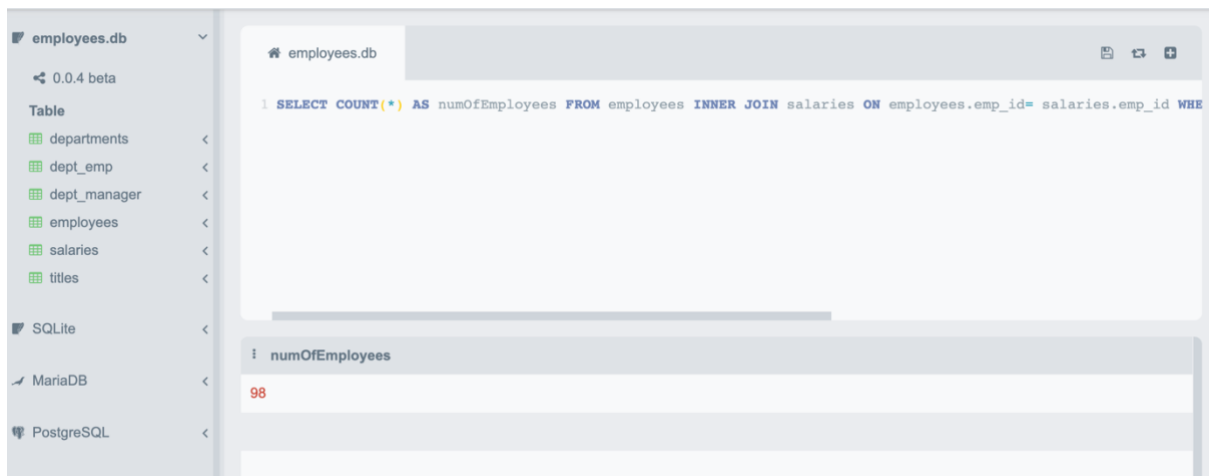 employees.db
0.0.4 beta
Table
departments
dept_emp
dept_manager
employees
salaries
titles
SQLite
MariaDB
PostgreSQL
employees.db
1 SELECT COUNT(*) AS numOfEmployees FROM employees INNER JOIN salaries ON employees.emp_id= salaries.emp_id WHE
numOfEmployees
98